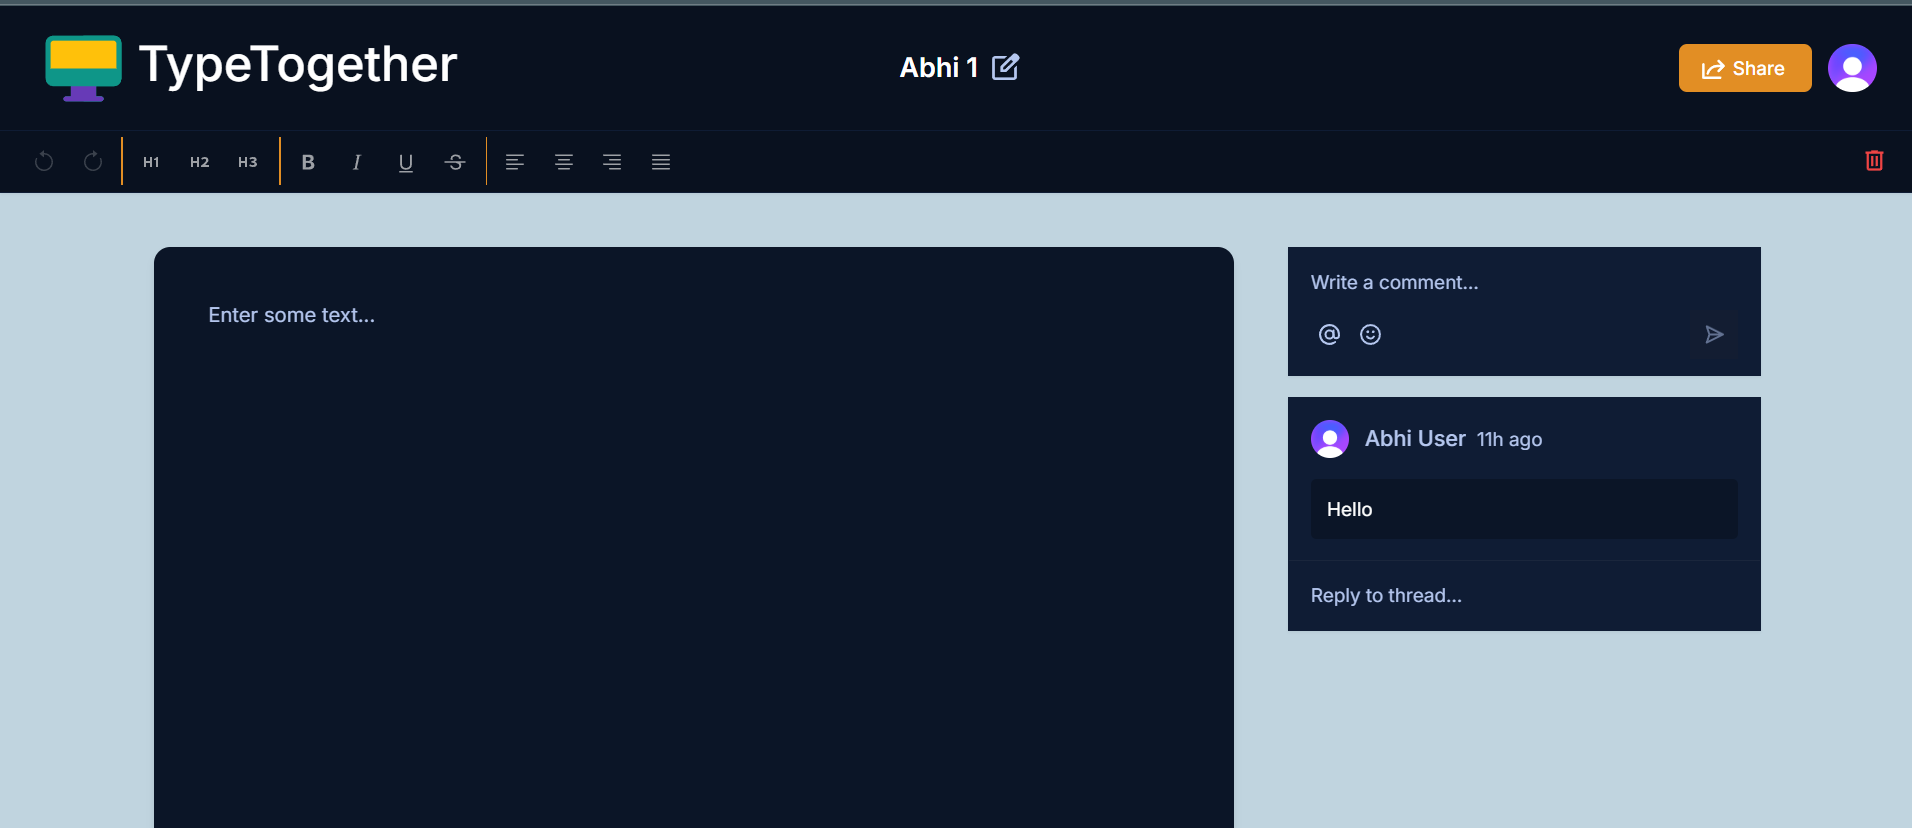 TypeTogether
Abhi 1
Share
H1 H2 H3 B I U S
Enter some text...
Write a comment...
@
Abhi User 11h ago
Hello
Reply to thread...